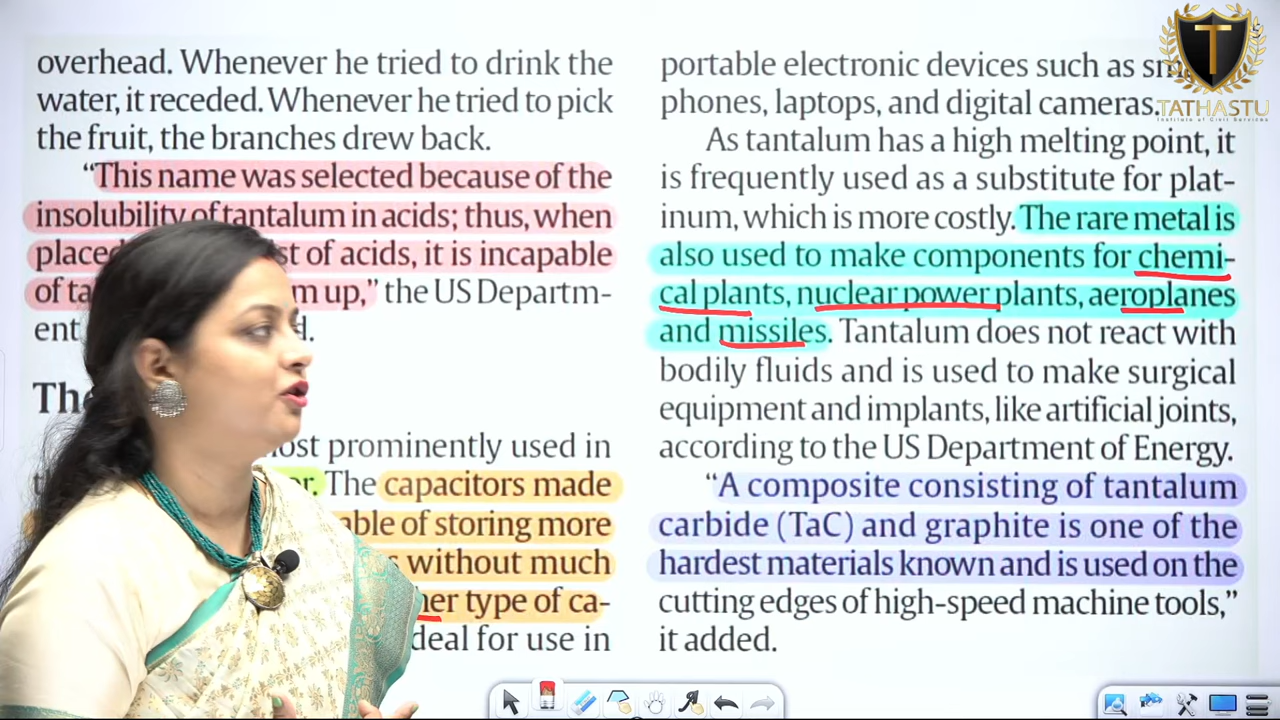 overhead. Whenever he tried to drink the
water, it receded. Whenever he tried to pick
the fruit, the branches drew back.
“This name was selected because of the
insolubility of tantalum in acids; thus, when
placed st of acids, it is incapable
of ta m up,” the US Departm-
ent d.
The
ost prominently used in
t or. The capacitors made
able of storing more
s without much
her type of ca-
deal for use in
portable electronic devices such as sm
phones, laptops, and digital cameras.
As tantalum has a high melting point, it
is frequently used as a substitute for plat-
inum, which is more costly. The rare metal is
also used to make components for chemi-
cal plants, nuclear power plants, aeroplanes
and missiles. Tantalum does not react with
bodily fluids and is used to make surgical
equipment and implants, like artificial joints,
according to the US Department of Energy.
“A composite consisting of tantalum
carbide (TaC) and graphite is one of the
hardest materials known and is used on the
cutting edges of high-speed machine tools,”
it added.
T
TATHASTU
Institute of Civil Services